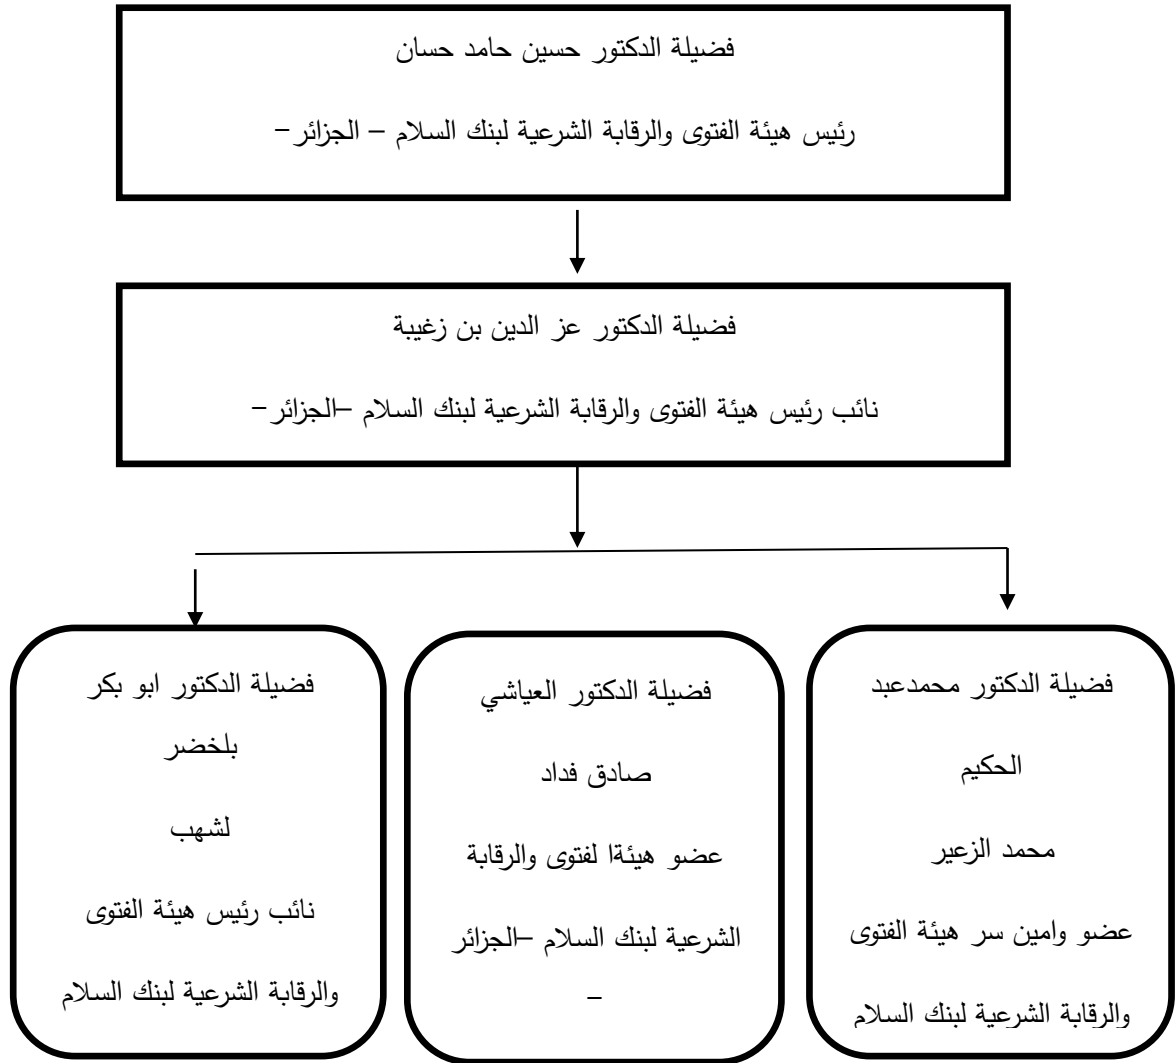 فضيلة الدكتور حسين حامد حسان
رئيس هيئة الفتوى والرقابة الشرعية لبنك السلام – الجزائر –
فضيلة الدكتور عز الدين بن زغيبة
نائب رئيس هيئة الفتوى والرقابة الشرعية لبنك السلام –الجزائر –
فضيلة الدكتور محمدعبد
الحكيم
محمد الزعير
عضو وامين سر هيئة الفتوى
والرقابة الشرعية لبنك السلام
فضيلة الدكتور العياشي
صادق فداد
عضو هيئةا لفتوى والرقابة
الشرعية لبنك السلام –الجزائر
–
فضيلة الدكتور ابو بكر
بلخضر
لشهب
نائب رئيس هيئة الفتوى
والرقابة الشرعية لبنك السلام